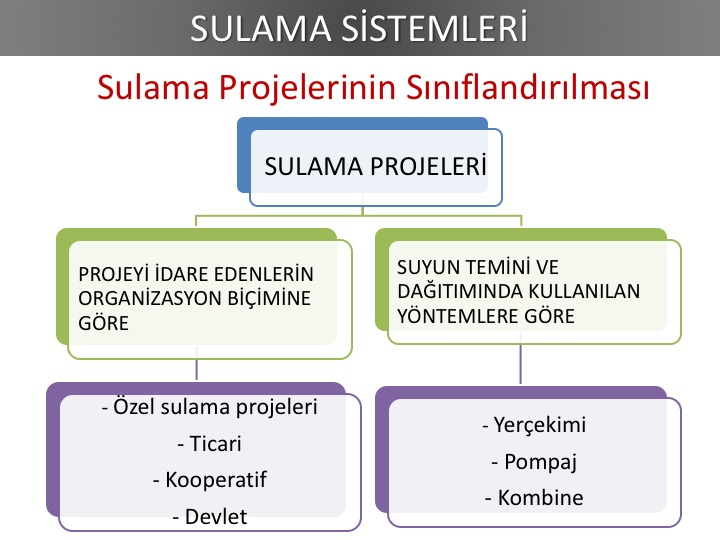 SULAMA SİSTEMLERİ
Sulama Projelerinin Sınıflandırılması
SULAMA PROJELERİ
PROJEYİ İDARE EDENLERİN
ORGANİZASYON BİÇİMİNE
GÖRE
SUYUN TEMİNİ VE
DAĞITIMINDA KULLANILAN
YÖNTEMLERE GÖRE
- Özel sulama projeleri
- Ticari
- Kooperatif
- Devlet
- Yerçekimi
- Pompaj
- Kombine